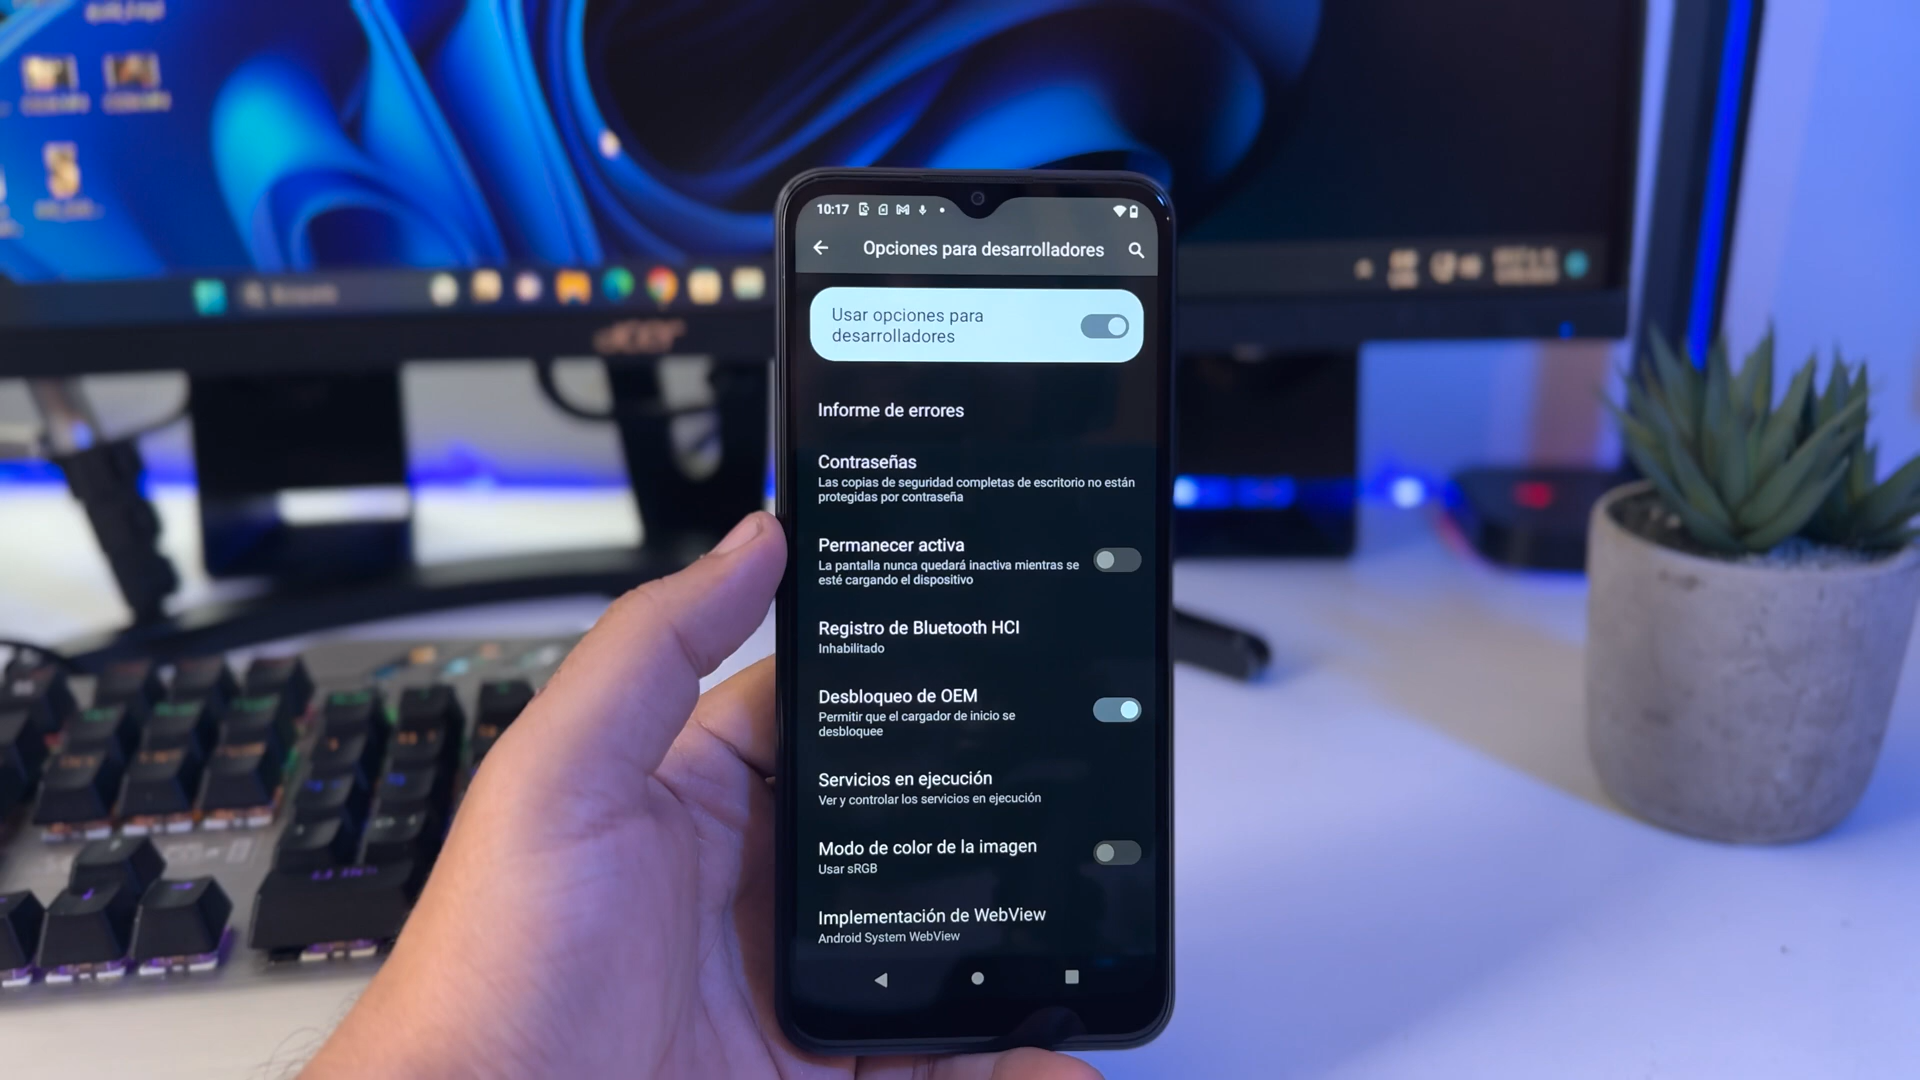 10:17
Opciones para desarrolladores
Usar opciones para
desarrolladores
Informe de errores
Contraseñas
Las copias de seguridad completas de escritorio no están
protegidas por contraseña
Permanecer activa
La pantalla nunca quedará inactiva mientras se
esté cargando el dispositivo
Registro de Bluetooth HCI
Inhabilitado
Desbloqueo de OEM
Permitir que el cargador de inicio se
desbloquee
Servicios en ejecución
Ver y controlar los servicios en ejecución
Modo de color de la imagen
Usar sRGB
Implementación de WebView
Android System WebView
acer